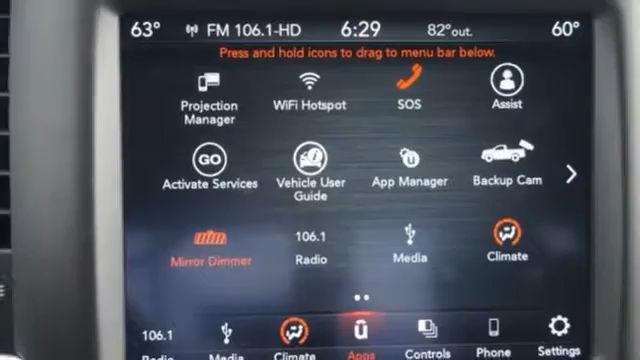 63° FM 106.1-HD 6:29 82°out. 60°
Press and hold icons to drag to menu bar below.
Projection Manager
WiFi Hotspot
SOS
Assist
GO
Activate Services
Vehicle User Guide
App Manager
Backup Cam
Mirror Dimmer
106.1
Radio
Media
Climate
106.1
Radio
Media
Climate
Apps
Controls
Phone
Settings